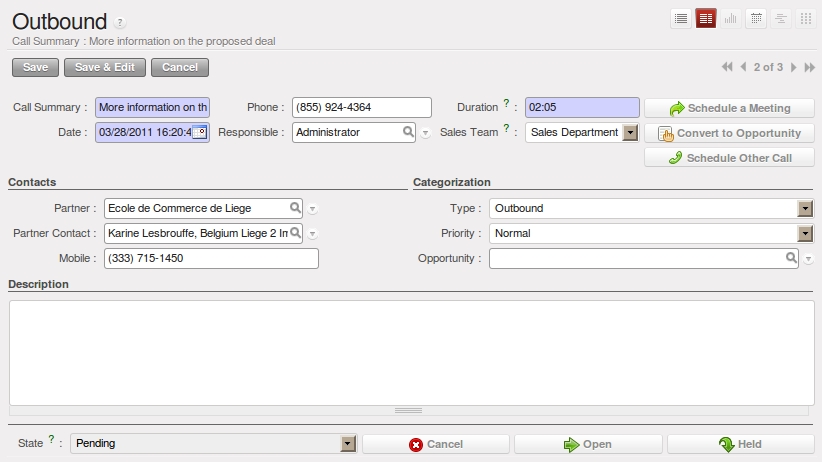 Outbound ?
Call Summary : More information on the proposed deal
Save Save & Edit Cancel 2 of 3
Call Summary : More information on th Phone : (855) 924-4364 Duration ? : 02:05 Schedule a Meeting
Date : 03/28/2011 16:20:4 Responsible : Administrator Sales Team ? : Sales Department Convert to Opportunity
Schedule Other Call
Contacts Categorization
Partner : Ecole de Commerce de Liege Type : Outbound
Partner Contact : Karine Lesbrouffe, Belgium Liege 2 Im Priority : Normal
Mobile : (333) 715-1450 Opportunity :
Description
State ? : Pending Cancel Open Held